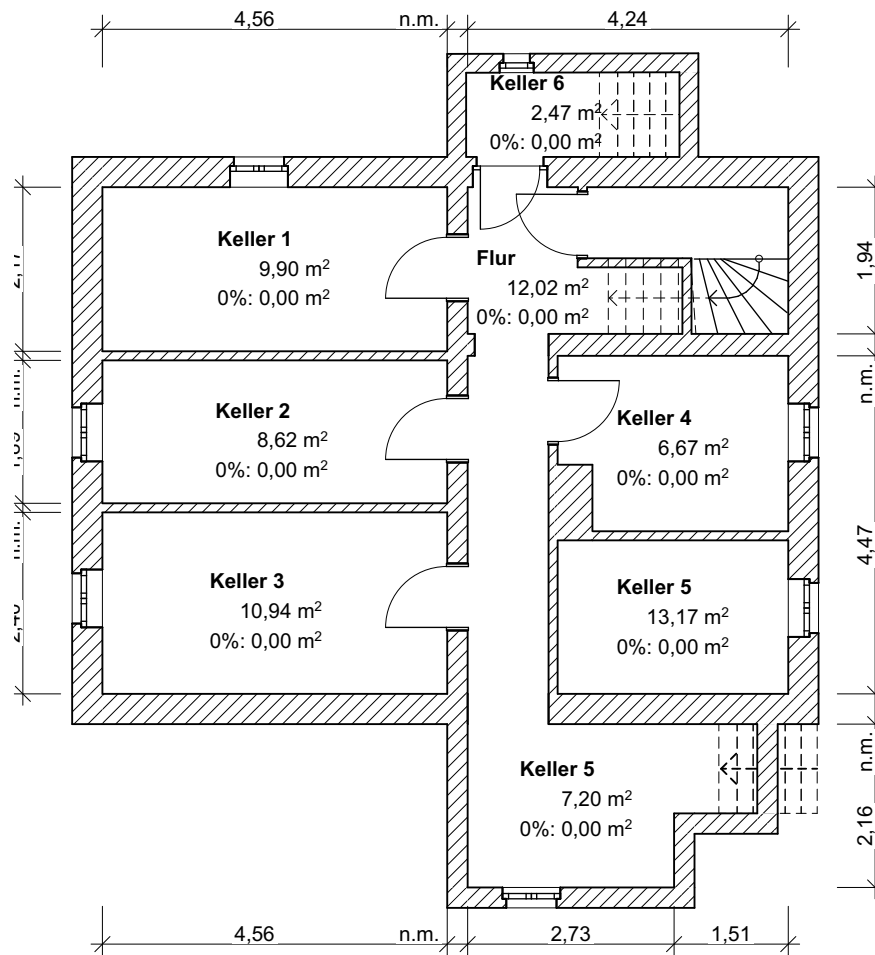 4,56
n.m.
4,24
Keller 6
2,47 m²
0%: 0,00 m²
Keller 1
9,90 m²
0%: 0,00 m²
Flur
12,02 m²
0%: 0,00 m²
1,94
n.m.
n.m.
Keller 2
8,62 m²
0%: 0,00 m²
Keller 4
6,67 m²
0%: 0,00 m²
n.m.
4,47
Keller 3
10,94 m²
0%: 0,00 m²
Keller 5
13,17 m²
0%: 0,00 m²
Keller 5
7,20 m²
0%: 0,00 m²
n.m.
2,16
4,56
n.m.
2,73
1,51